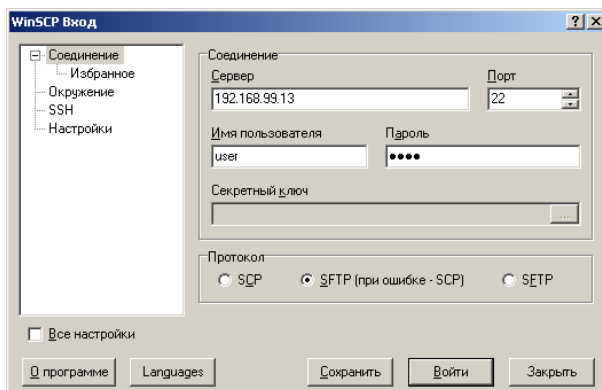 WinSCP Вход
Соединение
Избранное
Окружение
SSH
Настройки
Соединение
Сервер
Порт
192.168.99.13
22
Имя пользователя
Пароль
user
••••
Секретный ключ
...
Протокол
SCP
SFTP (при ошибке - SCP)
SFTP
Все настройки
О программе
Languages
Сохранить
Войти
Закрыть